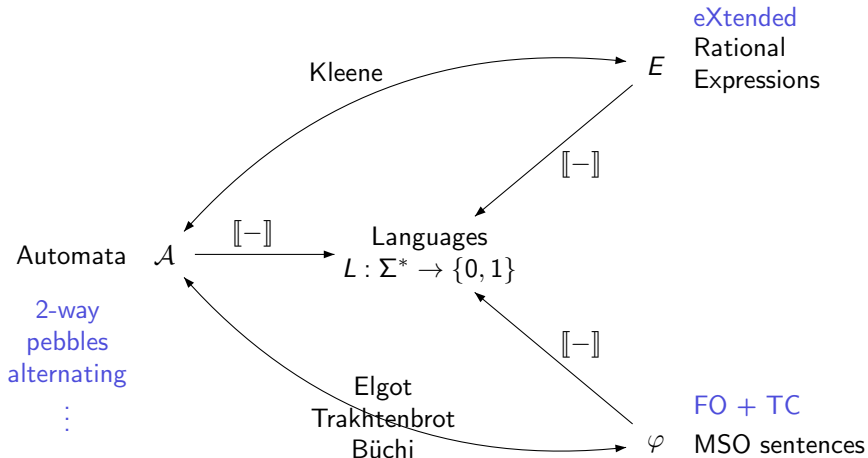 eXtended
Rational
Expressions
E
Kleene
⟦−⟧
⟦−⟧
Languages
L : Σ* → {0, 1}
Automata 𝒜
2-way
pebbles
alternating
⋮
⟦−⟧
Elgot
Trakhtenbrot
Büchi
FO + TC
φ MSO sentences